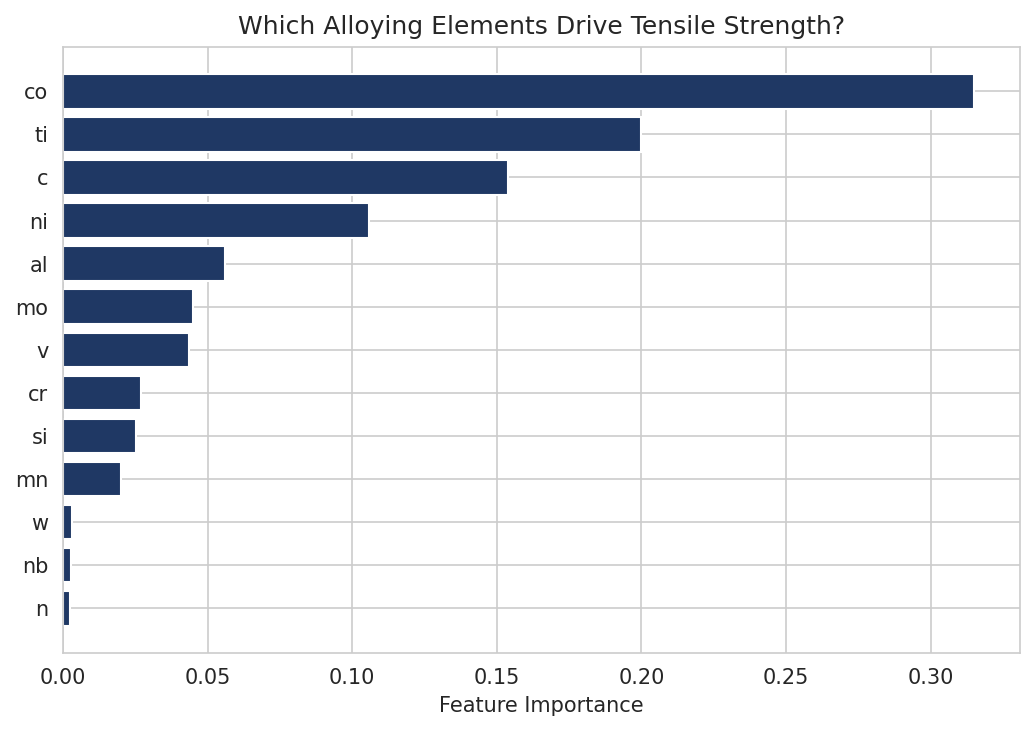 Which Alloying Elements Drive Tensile Strength?
co
ti
c
ni
al
mo
v
cr
si
mn
w
nb
n
0.00 0.05 0.10 0.15 0.20 0.25 0.30
Feature Importance